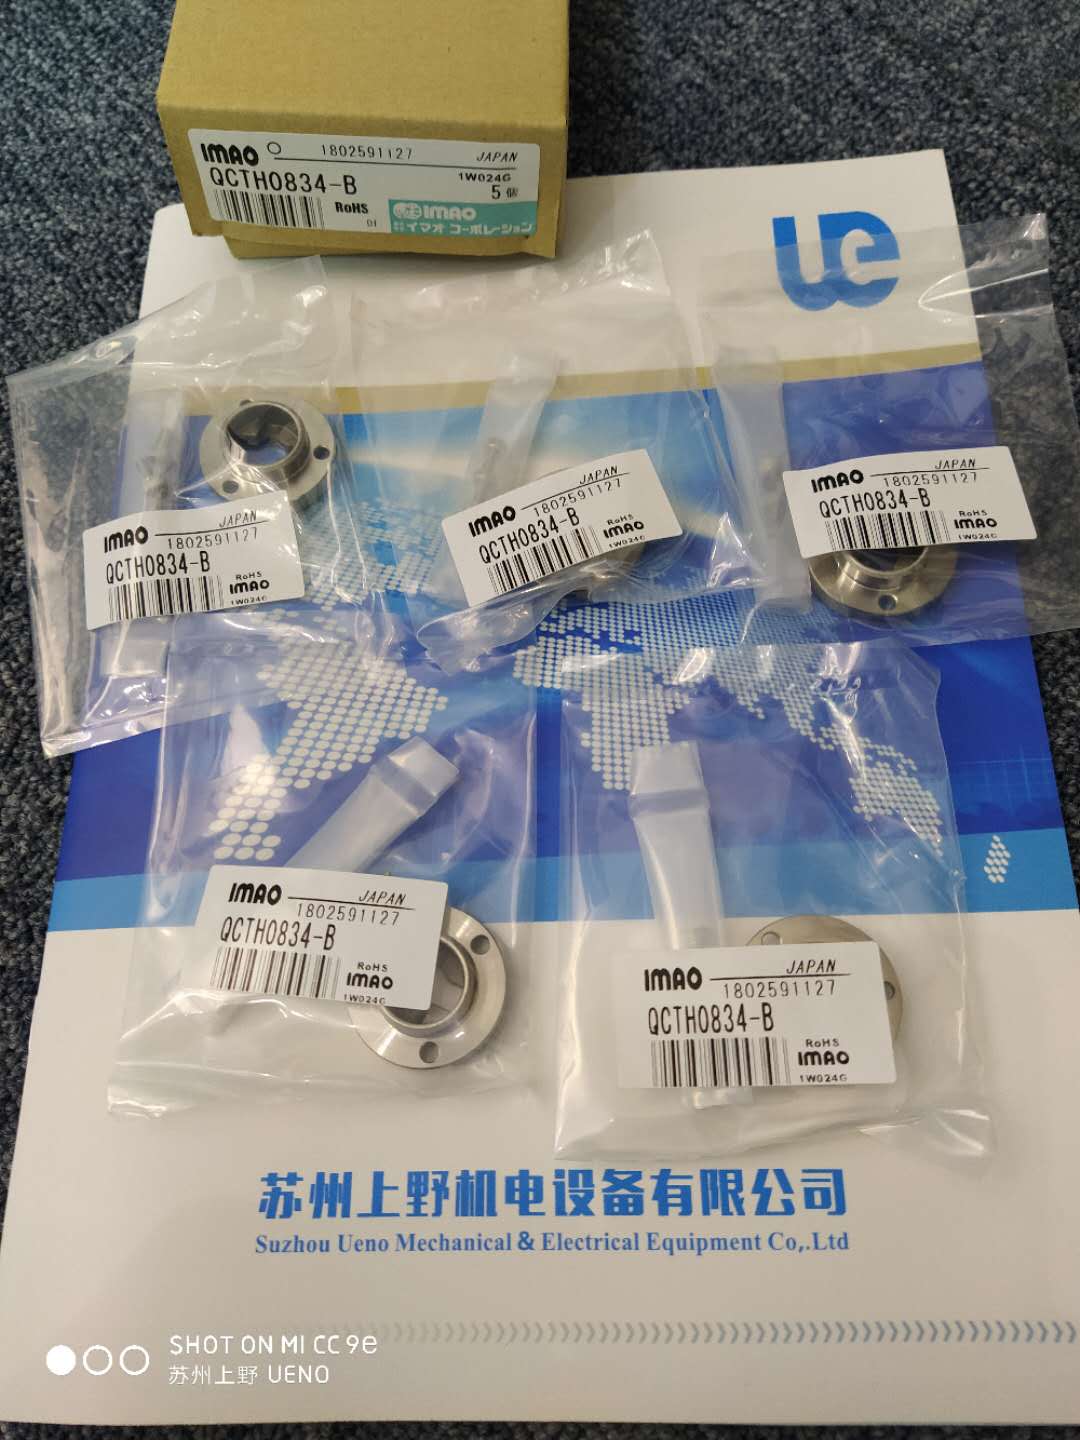 IMAO 1802591127 JAPAN
QCTH0834-B 1W024G
RoHS 5個
DI IMAO
イマオ コーポレーション
ue
IMAO JAPAN
1802591127
QCTH0834-B
RoHS
IMAO
1W024G
IMAO JAPAN
1802591127
QCTH0834-B
RoHS
IMAO
1W024G
IMAO JAPAN
1802591127
QCTH0834-B
RoHS
IMAO
1W024G
IMAO JAPAN
1802591127
QCTH0834-B
RoHS
IMAO
1W024G
IMAO JAPAN
1802591127
QCTH0834-B
RoHS
IMAO
1W024G
苏州上野机电设备有限公司
Suzhou Ueno Mechanical & Electrical Equipment Co,.Ltd
SHOT ON MI CC 9e
苏州上野 UENO